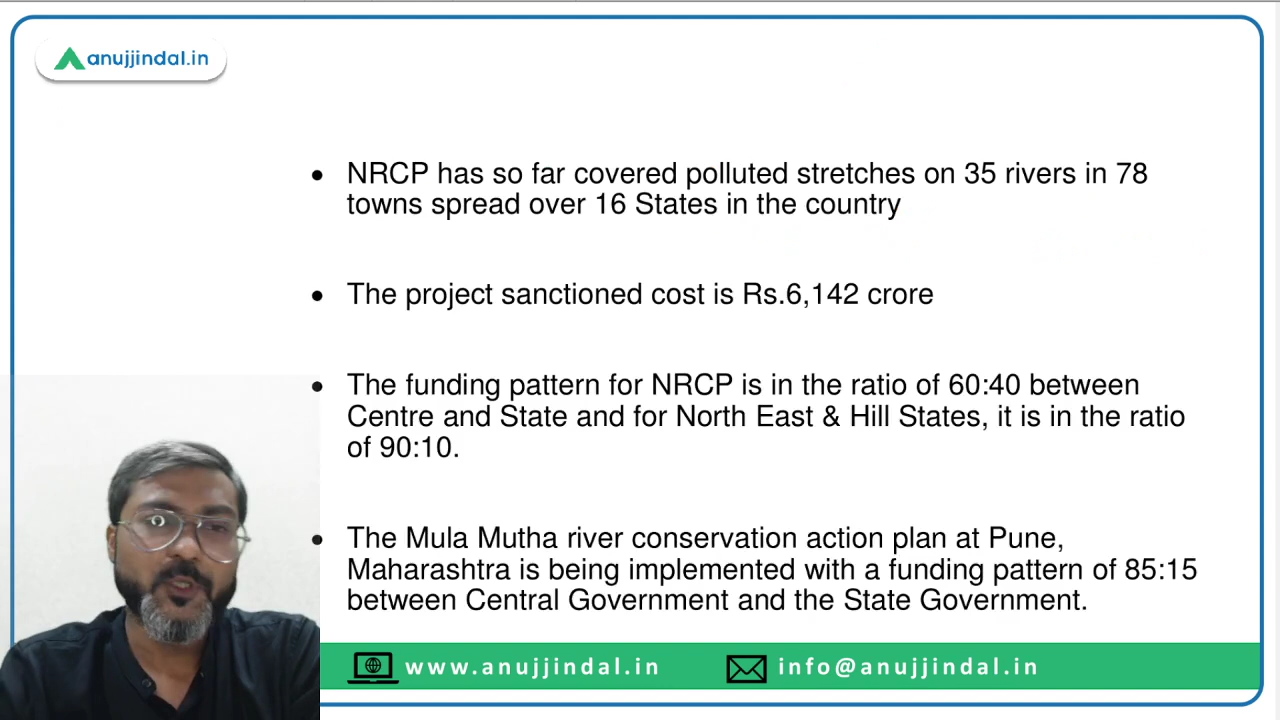 anujjindal.in
• NRCP has so far covered polluted stretches on 35 rivers in 78
towns spread over 16 States in the country
• The project sanctioned cost is Rs.6,142 crore
• The funding pattern for NRCP is in the ratio of 60:40 between
Centre and State and for North East & Hill States, it is in the ratio
of 90:10.
• The Mula Mutha river conservation action plan at Pune,
Maharashtra is being implemented with a funding pattern of 85:15
between Central Government and the State Government.
www.anujjindal.in info@anujjindal.in